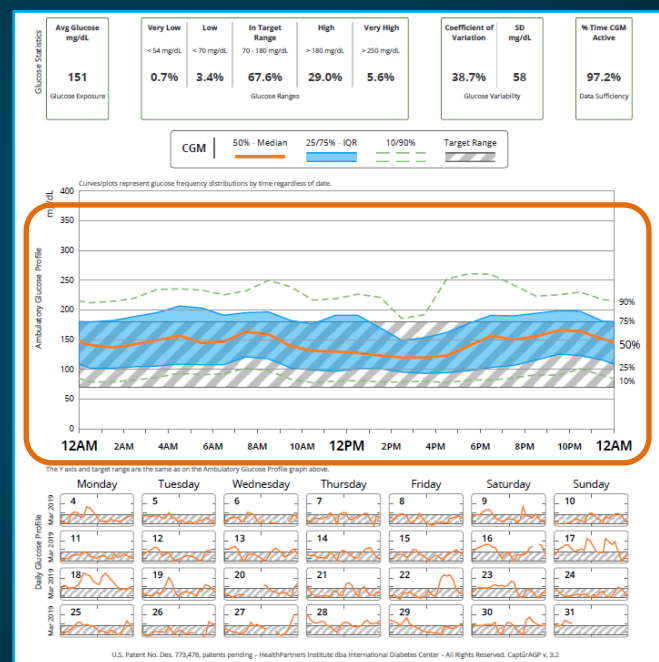 Glucose Statistics
Avg Glucose
mg/dL
151
Glucose Exposure
Very Low Low In Target Range High Very High
< 54 mg/dL < 70 mg/dL 70 - 180 mg/dL > 180 mg/dL > 250 mg/dL
0.7% 3.4% 67.6% 29.0% 5.6%
Glucose Ranges
Coefficient of Variation SD mg/dL
38.7% 58
Glucose Variability
% Time CGM
Active
97.2%
Data Sufficiency
CGM 50% - Median 25/75% - IQR 10/90% Target Range
Curves/plots represent glucose frequency distributions by time regardless of date.
Ambulatory Glucose Profile
mg/dL
400
350
300
250
200
150
100
50
0
90%
75%
50%
25%
10%
12AM 2AM 4AM 6AM 8AM 10AM 12PM 2PM 4PM 6PM 8PM 10PM 12AM
The Y axis and target range are the same as on the Ambulatory Glucose Profile graph above.
Daily Glucose Profile
Monday Tuesday Wednesday Thursday Friday Saturday Sunday
Mar 2019 4 5 6 7 8 9 10
Mar 2019 11 12 13 14 15 16 17
Mar 2019 18 19 20 21 22 23 24
Mar 2019 25 26 27 28 29 30 31
U.S. Patent No. Des. 773,478, patents pending – HealthPartners Institute dba International Diabetes Center – All Rights Reserved. CaptūrAGP v. 3.2